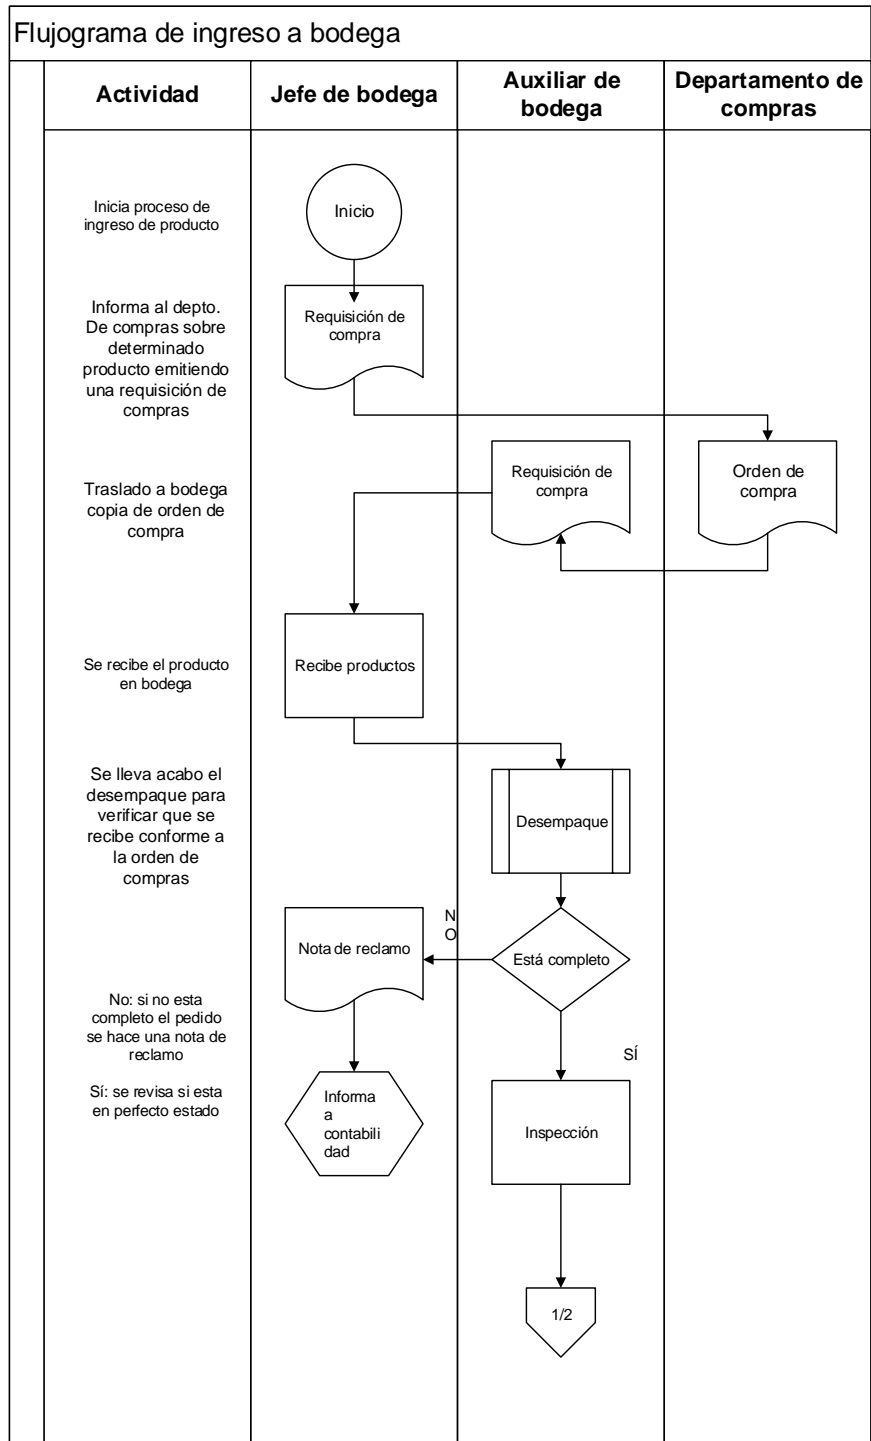 Flujograma de ingreso a bodega
Actividad
Jefe de bodega
Auxiliar de
bodega
Departamento de
compras
Inicia proceso de
ingreso de producto
Inicio
Informa al depto.
De compras sobre
determinado
producto emitiendo
una requisición de
compras
Requisición de
compra
Traslado a bodega
copia de orden de
compra
Requisición de
compra
Orden de
compra
Se recibe el producto
en bodega
Recibe productos
Se lleva acabo el
desempaque para
verificar que se
recibe conforme a
la orden de
compras
Desempaque
No: si no esta
completo el pedido
se hace una nota de
reclamo
Sí: se revisa si esta
en perfecto estado
Nota de reclamo
N
O
Está completo
SÍ
Informa
a
contabili
dad
Inspección
1/2